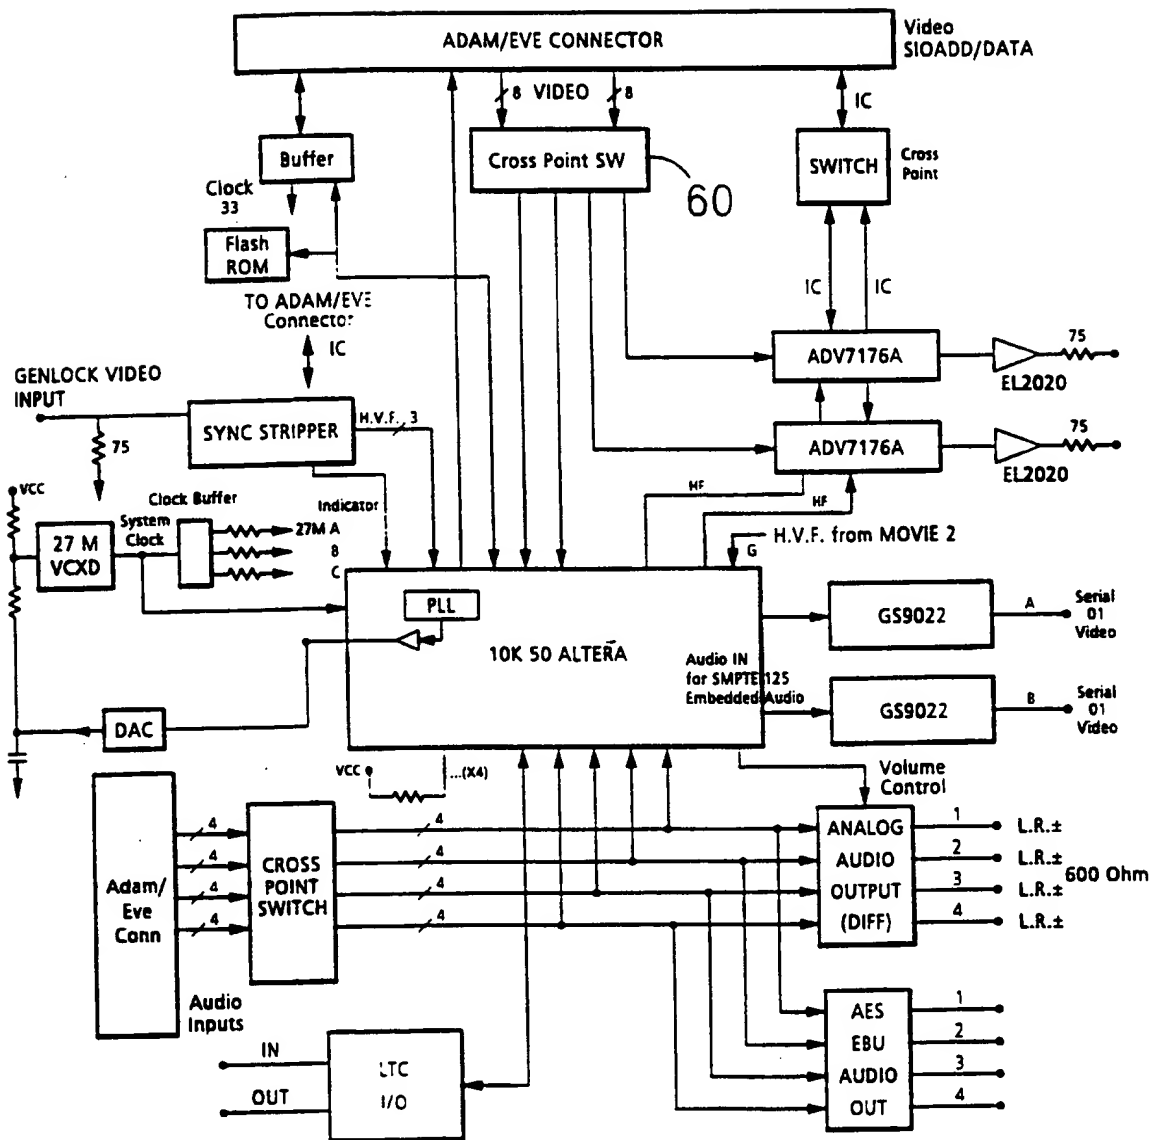 ADAM/EVE CONNECTOR
Video
SIOADD/DATA
8 VIDEO 8
IC
Buffer
Cross Point SW
60
SWITCH
Cross
Point
Clock
33
Flash
ROM
TO ADAM/EVE
Connector
IC
IC
IC
GENLOCK VIDEO
INPUT
75
SYNC STRIPPER
H.V.F. 3
ADV7176A
75
EL2020
ADV7176A
75
EL2020
VCC
27 M
VCXD
System
Clock
Clock Buffer
Indicator
27M A
B
C
HF
HF
G
H.V.F. from MOVIE 2
PLL
10K 50 ALTERA
Audio IN
for SMPTE 125
Embedded Audio
GS9022
A
Serial
01
Video
GS9022
B
Serial
01
Video
DAC
VCC
...(X4)
Volume
Control
Adam/
Eve
Conn
4
4
4
4
CROSS
POINT
SWITCH
4
4
4
4
ANALOG
AUDIO
OUTPUT
(DIFF)
1
2
3
4
L.R.±
L.R.±
L.R.±
L.R.±
600 Ohm
Audio
Inputs
IN
OUT
LTC
I/O
AES
EBU
AUDIO
OUT
1
2
3
4